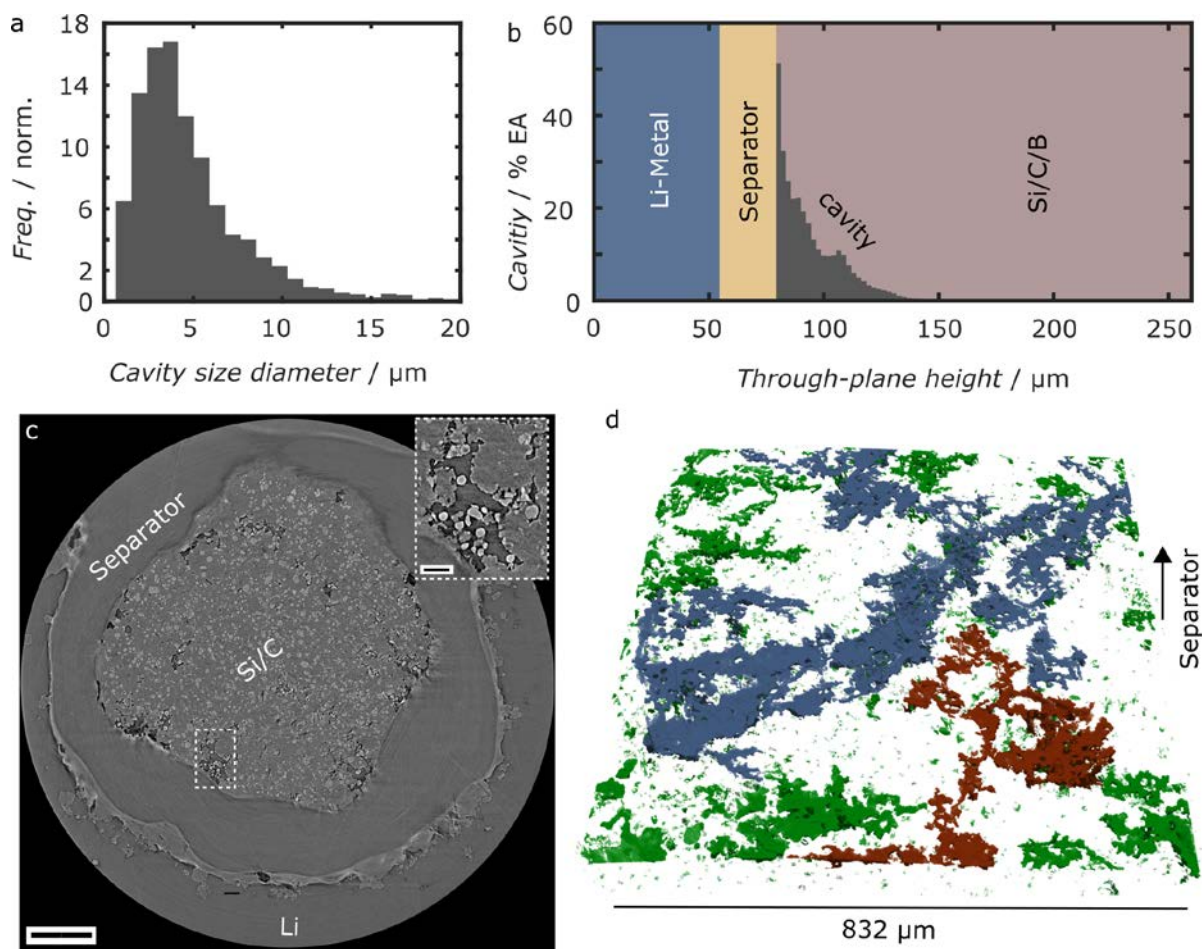 a
18
14
10
6
2
0
Freq. / norm.
0 5 10 15 20
Cavity size diameter / µm
b
60
40
20
0
Cavitiy / % EA
Li-Metal
Separator
cavity
Si/C/B
0 50 100 150 200 250
Through-plane height / µm
c
Separator
Si/C
Li
d
Separator
832 µm